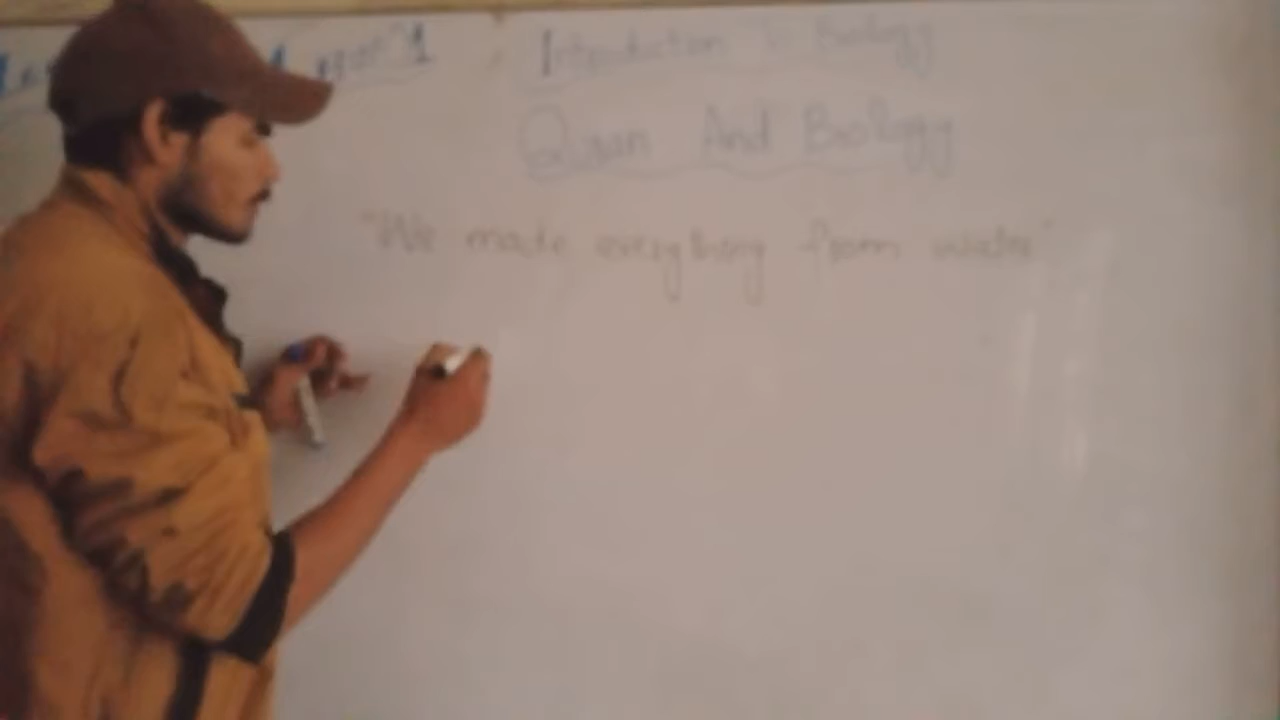 Introduction To Biology
Quran And Biology
"We made everything from water"